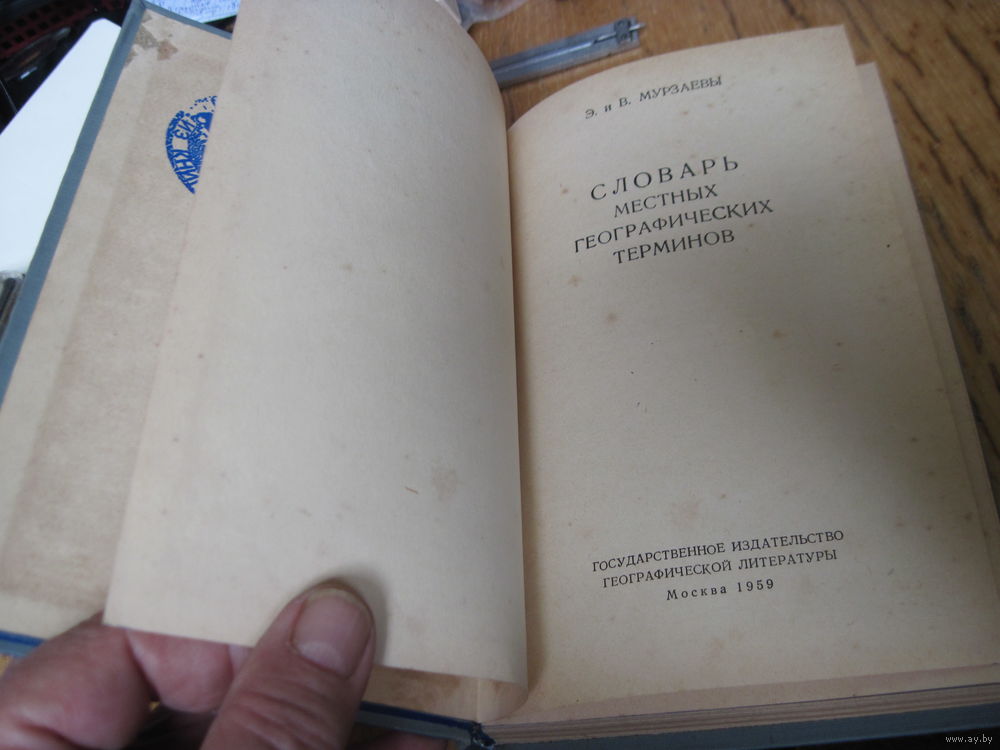 Э. и В. МУРЗАЕВЫ
СЛОВАРЬ
МЕСТНЫХ
ГЕОГРАФИЧЕСКИХ
ТЕРМИНОВ
ГОСУДАРСТВЕННОЕ ИЗДАТЕЛЬСТВО
ГЕОГРАФИЧЕСКОЙ ЛИТЕРАТУРЫ
Москва 1959
www.ay.by